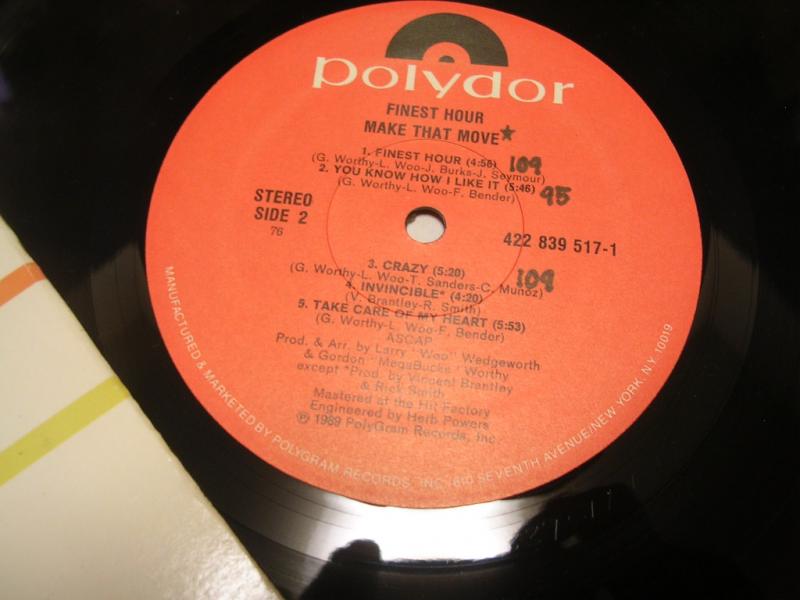 polydor
FINEST HOUR
MAKE THAT MOVE★
1. FINEST HOUR (4:56) 109
(G. Worthy-L. Woo-J. Burks-J. Seymour)
2. YOU KNOW HOW I LIKE IT (5:46) 95
(G. Worthy-L. Woo-F. Bender)
STEREO
SIDE 2
76
422 839 517-1
3. CRAZY (5:20) 109
(G. Worthy-L. Woo-T. Sanders-C. Munoz)
4. INVINCIBLE* (4:20)
(V. Brantley-R. Smith)
5. TAKE CARE OF MY HEART (5:53)
(G. Worthy-L. Woo-F. Bender)
ASCAP
Prod. & Arr. by Larry "Woo" Wedgeworth
& Gordon "MegaBucks" Worthy
except *Prod. by Vincent Brantley
& Rick Smith
Mastered at the Hit Factory
Engineered by Herb Powers
℗ 1989 PolyGram Records, Inc.
MANUFACTURED & MARKETED BY POLYGRAM RECORDS, INC. 810 SEVENTH AVENUE/NEW YORK, N.Y. 10019